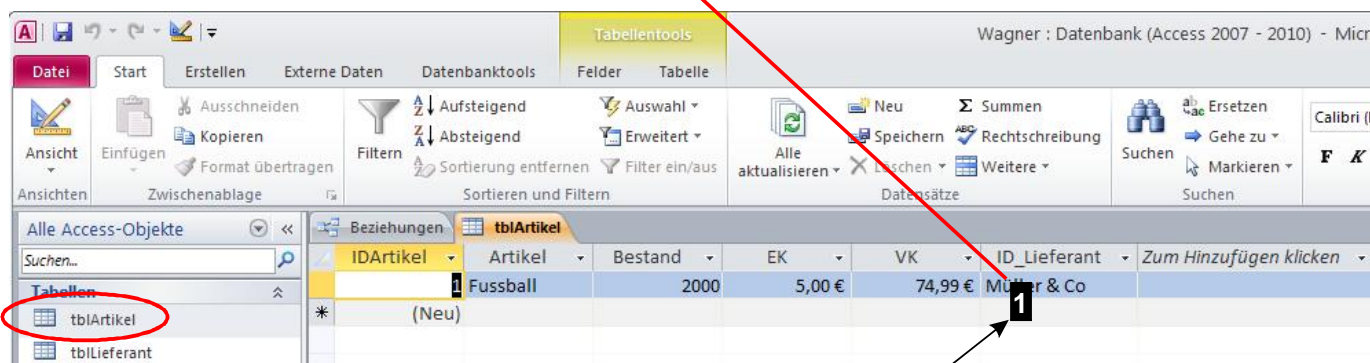 A
Tabellentools
Wagner : Datenbank (Access 2007 - 2010) - Micr
Datei Start Erstellen Externe Daten Datenbanktools Felder Tabelle
Ansicht
Einfügen
Ausschneiden
Kopieren
Format übertragen
Filtern
Aufsteigend
Absteigend
Sortierung entfernen
Auswahl
Erweitert
Filter ein/aus
Alle
aktualisieren
Neu
Speichern
Löschen
Σ Summen
Rechtschreibung
Weitere
Suchen
Ersetzen
Gehe zu
Markieren
Calibri (
F K
Ansichten Zwischenablage Sortieren und Filtern Datensätze Suchen
Alle Access-Objekte «
Suchen...
Tabellen
tblArtikel
tblLieferant
Beziehungen tblArtikel
IDArtikel Artikel Bestand EK VK ID_Lieferant Zum Hinzufügen klicken
1 Fussball 2000 5,00 € 74,99 € Müller & Co
* (Neu)
1